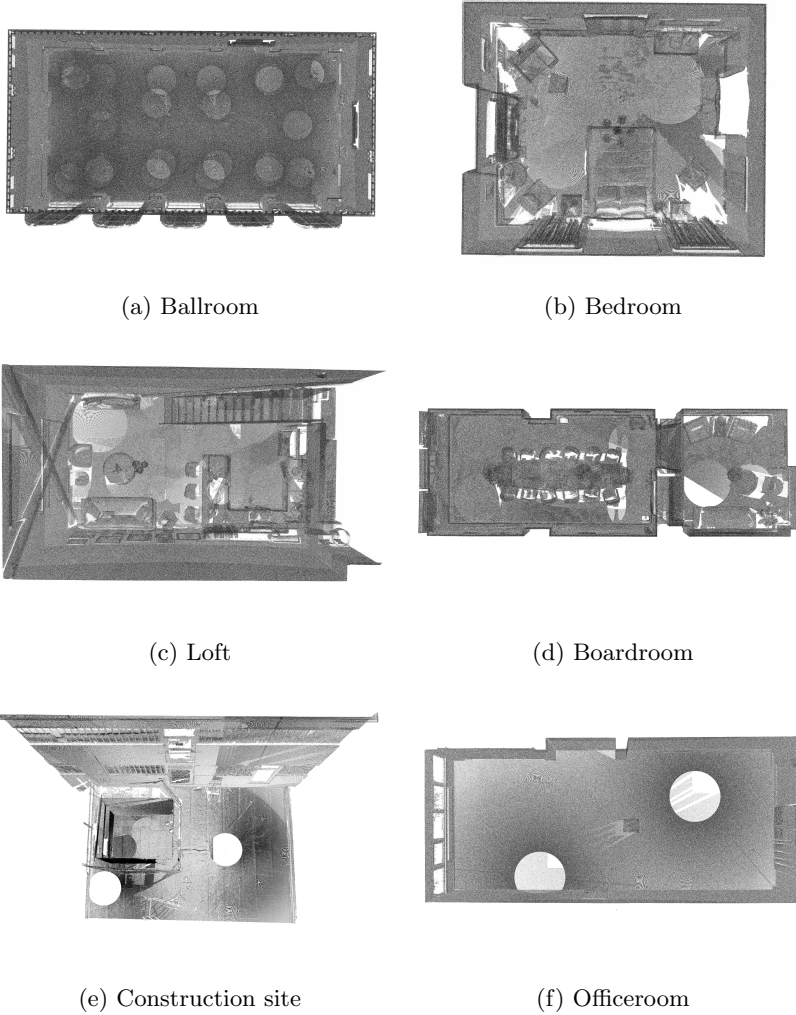 (a) Ballroom
(b) Bedroom
(c) Loft
(d) Boardroom
(e) Construction site
(f) Officeroom